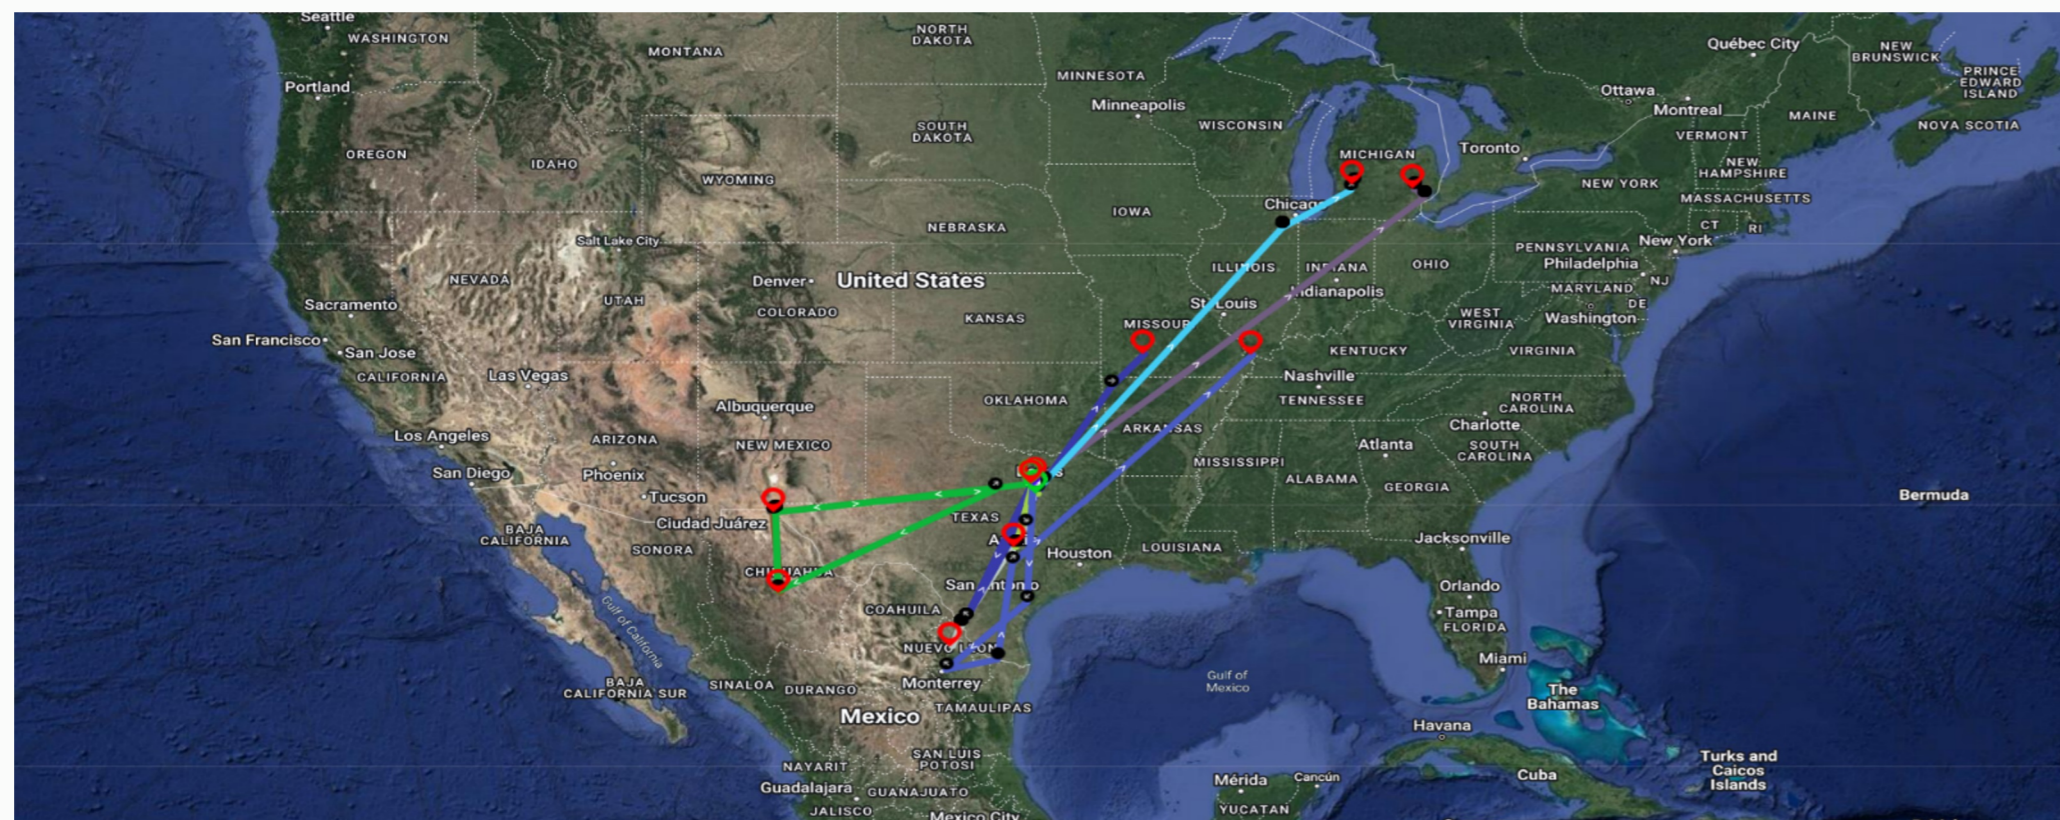 Seattle
WASHINGTON
MONTANA
NORTH
DAKOTA
MINNESOTA
Québec City
NEW
BRUNSWICK
PRINCE
EDWARD
ISLAND
Portland
Minneapolis
Ottawa
Montreal
MAINE
SOUTH
DAKOTA
WISCONSIN
VERMONT
NOVA SCOTIA
OREGON
IDAHO
MICHIGAN
Toronto
NEW
HAMPSHIRE
WYOMING
NEW YORK
MASSACHUSETTS
IOWA
Chicago
CT
RI
NEBRASKA
Salt Lake City
PENNSYLVANIA
New York
Philadelphia
NJ
NEVADA
Denver
United States
ILLINOIS
INDIANA
OHIO
UTAH
Indianapolis
MARYLAND
DE
Sacramento
COLORADO
KANSAS
St. Louis
MISSOURI
WEST
VIRGINIA
Washington
San Francisco
San Jose
KENTUCKY
VIRGINIA
CALIFORNIA
Las Vegas
Nashville
TENNESSEE
Albuquerque
OKLAHOMA
NORTH
CAROLINA
Los Angeles
ARIZONA
NEW MEXICO
ARKANSAS
Charlotte
Atlanta
SOUTH
CAROLINA
San Diego
Phoenix
MISSISSIPPI
ALABAMA
GEORGIA
Bermuda
Tucson
Ciudad Juárez
TEXAS
BAJA
CALIFORNIA
SONORA
Houston
LOUISIANA
Jacksonville
CHIHUAHUA
San Antonio
Orlando
Gulf of California
COAHUILA
Tampa
FLORIDA
NUEVO LEON
Miami
Monterrey
BAJA
CALIFORNIA SUR
SINALOA
DURANGO
Gulf of
Mexico
The
Bahamas
Mexico
TAMAULIPAS
Havana
SAN LUIS
POTOSI
NAYARIT
Turks and
Caicos
Islands
Guadalajara
GUANAJUATO
Mérida
Cancún
Cuba
JALISCO
Mexico City
YUCATÁN